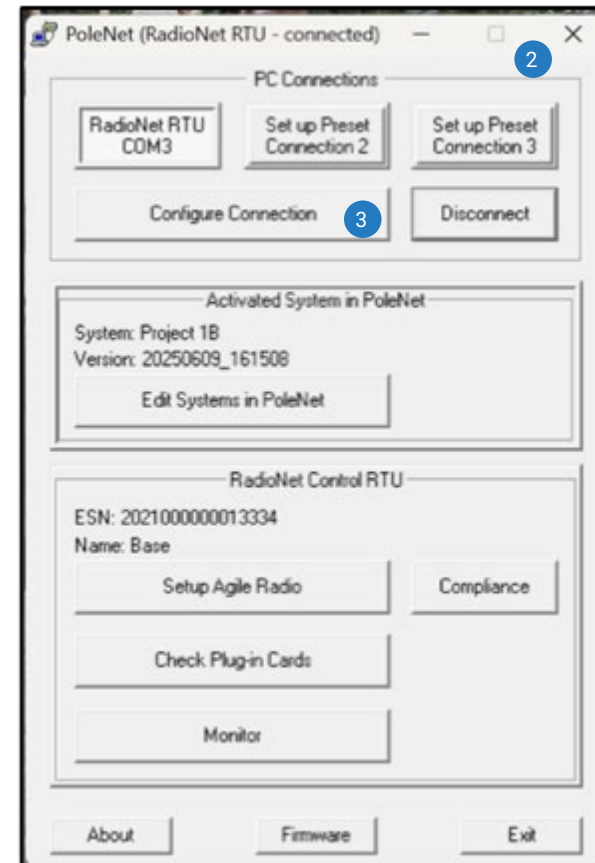 PoleNet (RadioNet RTU - connected)
2
PC Connections
RadioNet RTU
COM3
Set up Preset
Connection 2
Set up Preset
Connection 3
Configure Connection
3
Disconnect
Activated System in PoleNet
System: Project 1B
Version: 20250609_161508
Edit Systems in PoleNet
RadioNet Control RTU
ESN: 2021000000013334
Name: Base
Setup Agile Radio
Compliance
Check Plug-in Cards
Monitor
About
Firmware
Exit